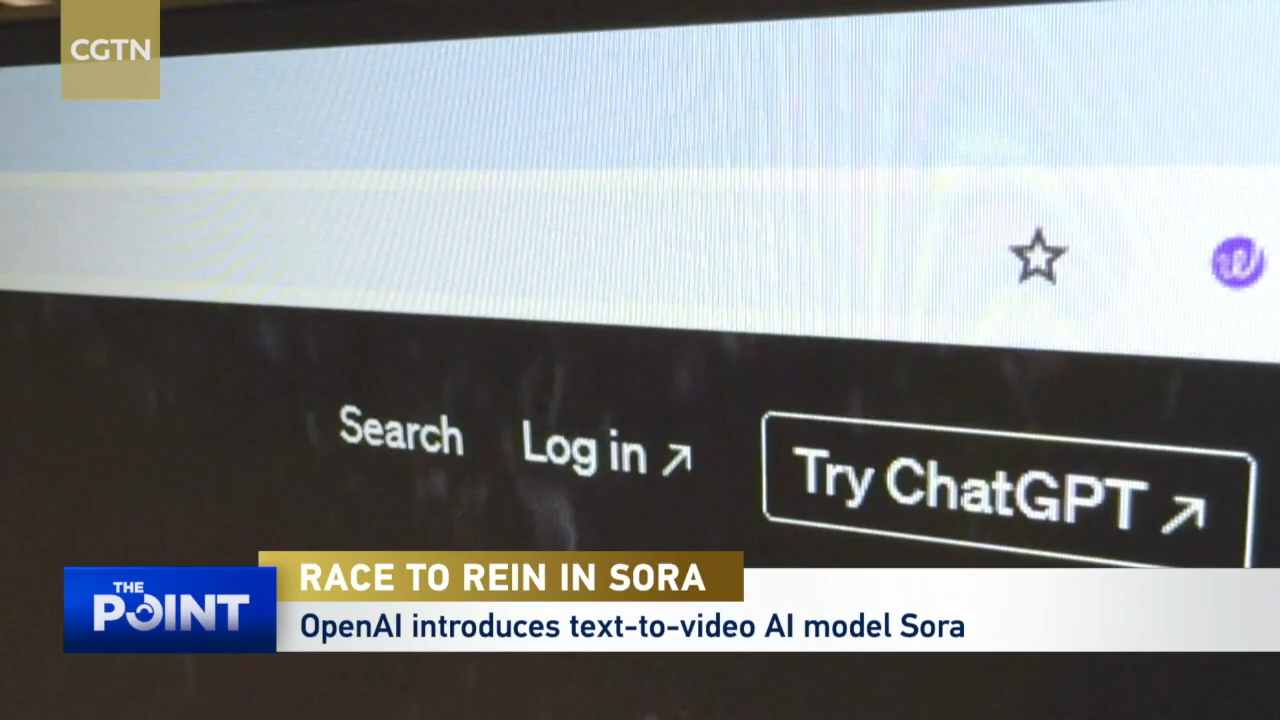 CGTN
Search Log in ↗ Try ChatGPT ↗
RACE TO REIN IN SORA
THE
POINT
OpenAI introduces text-to-video AI model Sora